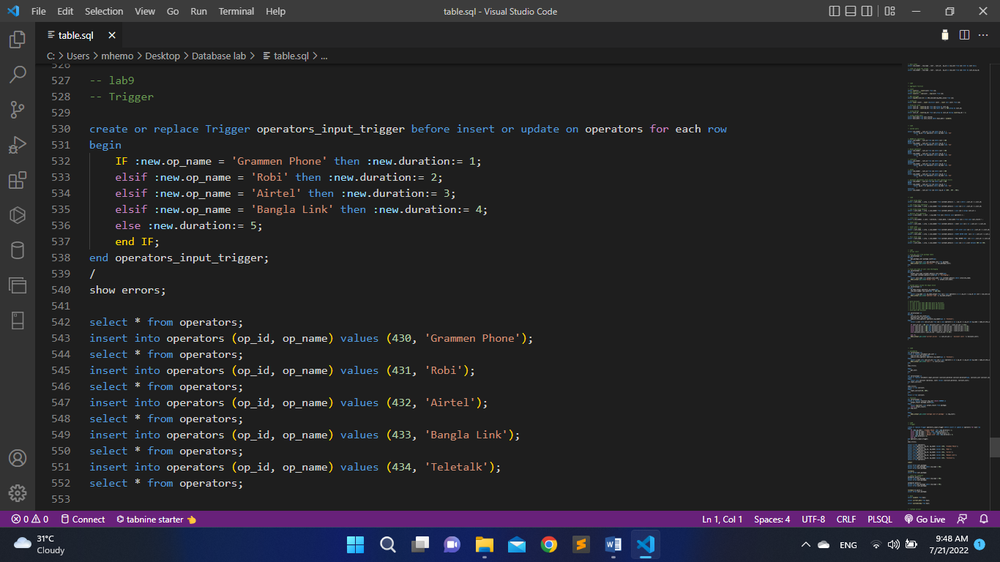 File Edit Selection View Go Run Terminal Help
table.sql - Visual Studio Code
table.sql
C: > Users > mhemo > Desktop > Database lab > table.sql > ...
526
527 -- lab9
528 -- Trigger
529
530 create or replace Trigger operators_input_trigger before insert or update on operators for each row
531 begin
532 IF :new.op_name = 'Grammen Phone' then :new.duration:= 1;
533 elsif :new.op_name = 'Robi' then :new.duration:= 2;
534 elsif :new.op_name = 'Airtel' then :new.duration:= 3;
535 elsif :new.op_name = 'Bangla Link' then :new.duration:= 4;
536 else :new.duration:= 5;
537 end IF;
538 end operators_input_trigger;
539 /
540 show errors;
541
542 select * from operators;
543 insert into operators (op_id, op_name) values (430, 'Grammen Phone');
544 select * from operators;
545 insert into operators (op_id, op_name) values (431, 'Robi');
546 select * from operators;
547 insert into operators (op_id, op_name) values (432, 'Airtel');
548 select * from operators;
549 insert into operators (op_id, op_name) values (433, 'Bangla Link');
550 select * from operators;
551 insert into operators (op_id, op_name) values (434, 'Teletalk');
552 select * from operators;
553
0 0 Connect tabnine starter 👈 Ln 1, Col 1 Spaces: 4 UTF-8 CRLF PLSQL Go Live
31°C
Cloudy
ENG
9:48 AM
7/21/2022
1